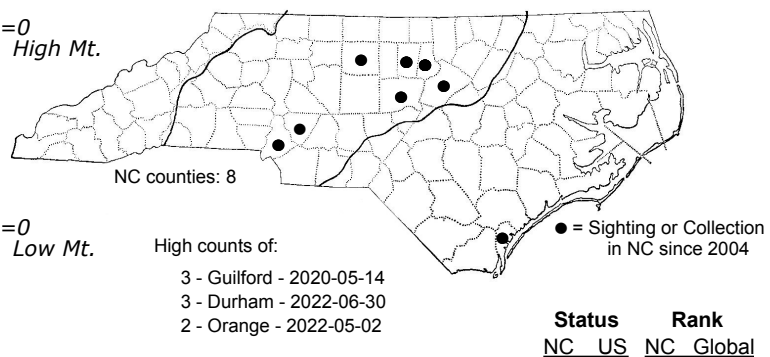 =0
High Mt.
NC counties: 8
=0
Low Mt.
High counts of:
3 - Guilford - 2020-05-14
3 - Durham - 2022-06-30
2 - Orange - 2022-05-02
● = Sighting or Collection
in NC since 2004
Status Rank
NC US NC Global